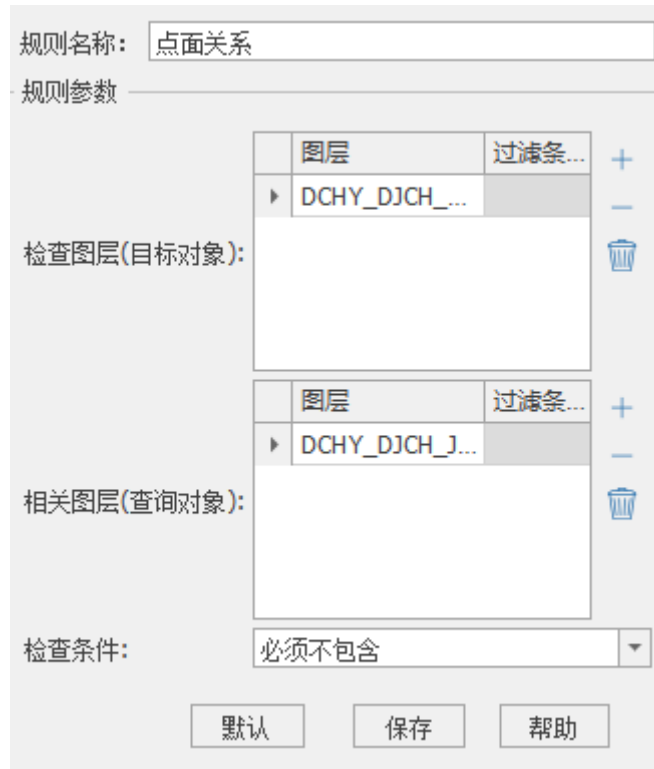 规则名称: 点面关系
规则参数
图层 过滤条...
DCHY_DJCH_...
检查图层(目标对象):
图层 过滤条...
DCHY_DJCH_J...
相关图层(查询对象):
检查条件: 必须不包含
默认 保存 帮助